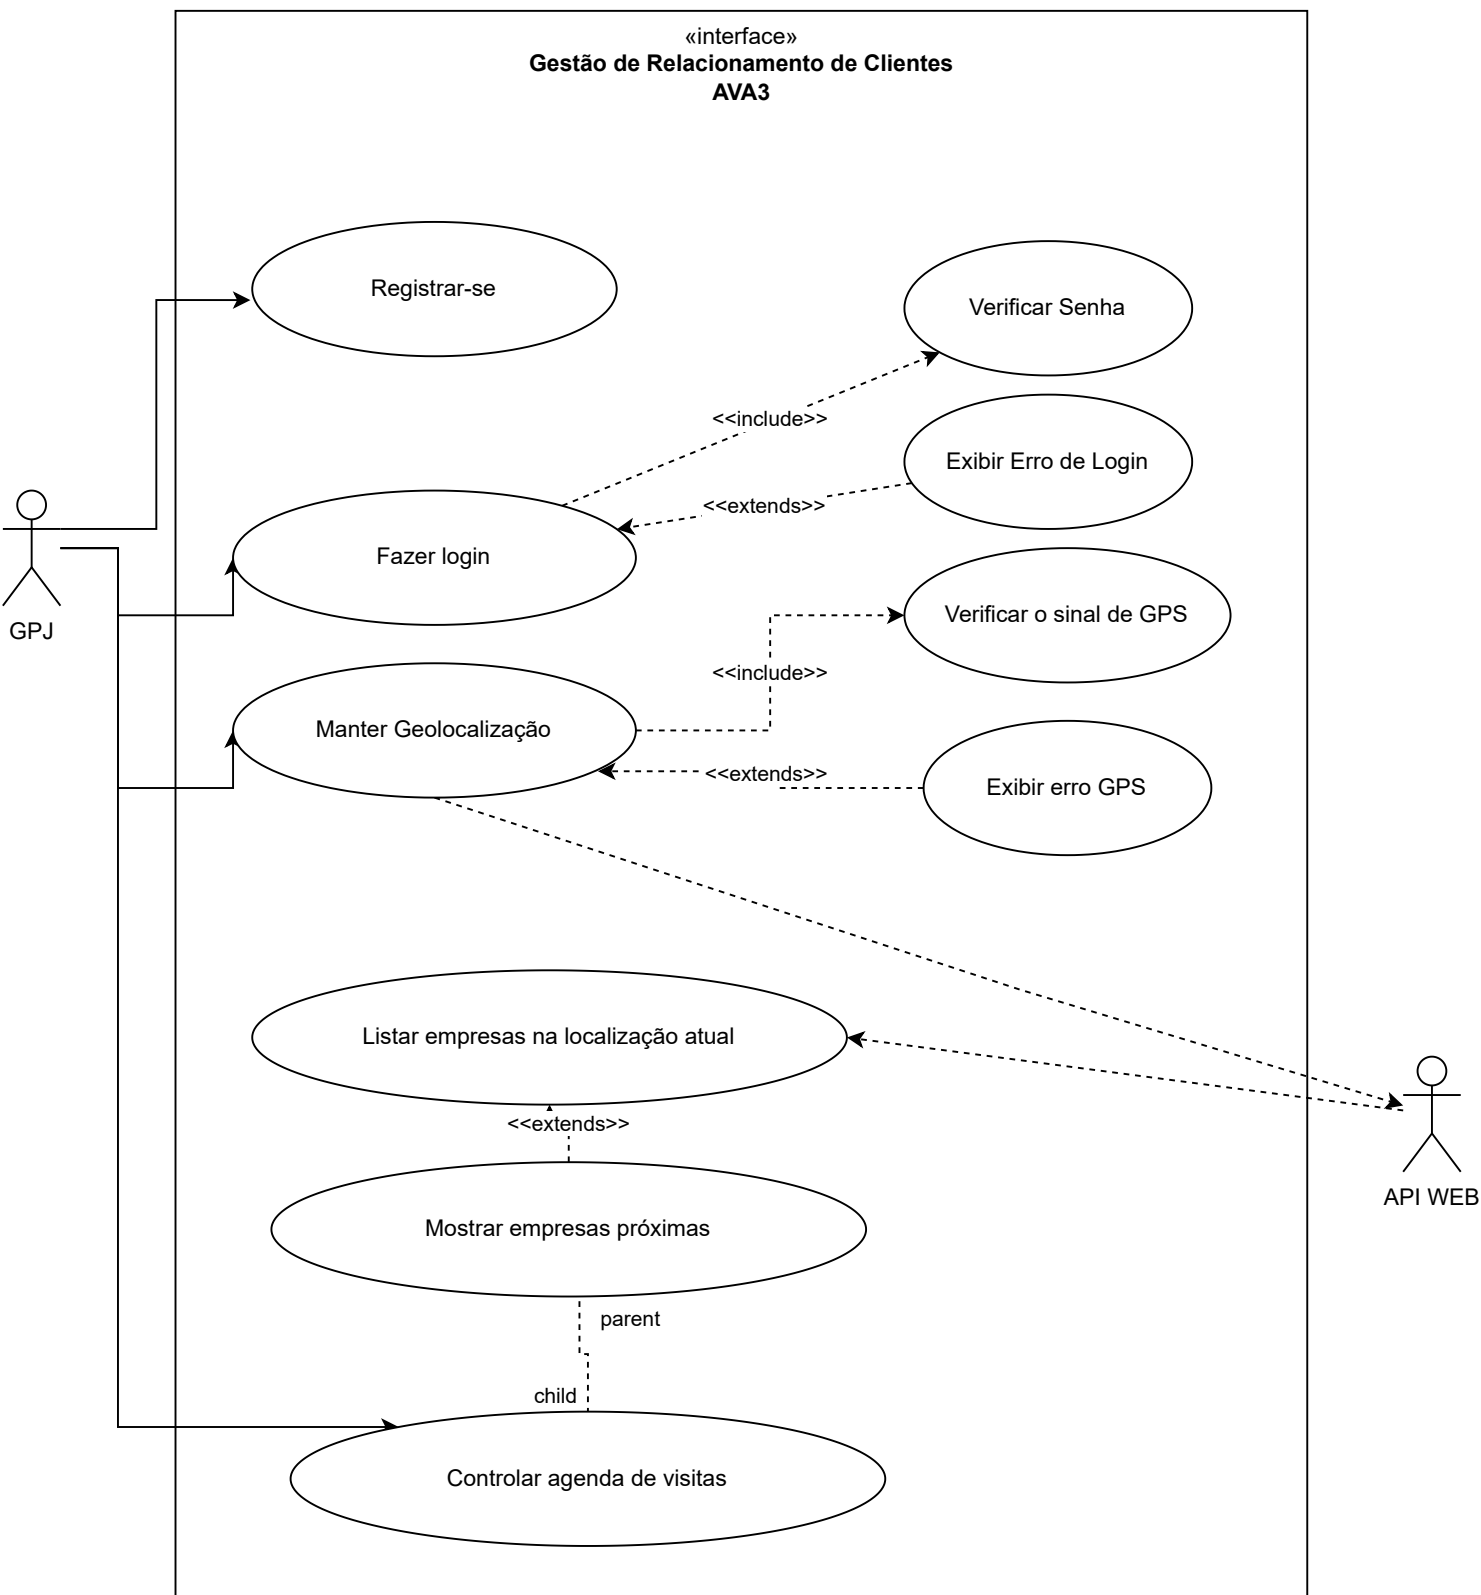 «interface»
Gestão de Relacionamento de Clientes
AVA3
Registrar-se
Verificar Senha
<<include>>
Exibir Erro de Login
<<extends>>
Fazer login
Verificar o sinal de GPS
GPJ
<<include>>
Manter Geolocalização
<<extends>>
Exibir erro GPS
Listar empresas na localização atual
<<extends>>
API WEB
Mostrar empresas próximas
parent
child
Controlar agenda de visitas